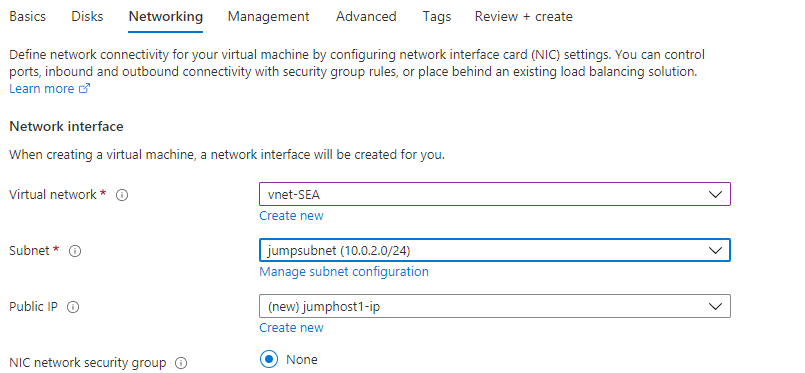 Basics Disks Networking Management Advanced Tags Review + create
Define network connectivity for your virtual machine by configuring network interface card (NIC) settings. You can control
ports, inbound and outbound connectivity with security group rules, or place behind an existing load balancing solution.
Learn more
Network interface
When creating a virtual machine, a network interface will be created for you.
Virtual network * vnet-SEA
Create new
Subnet * jumpsubnet (10.0.2.0/24)
Manage subnet configuration
Public IP (new) jumphost1-ip
Create new
NIC network security group None